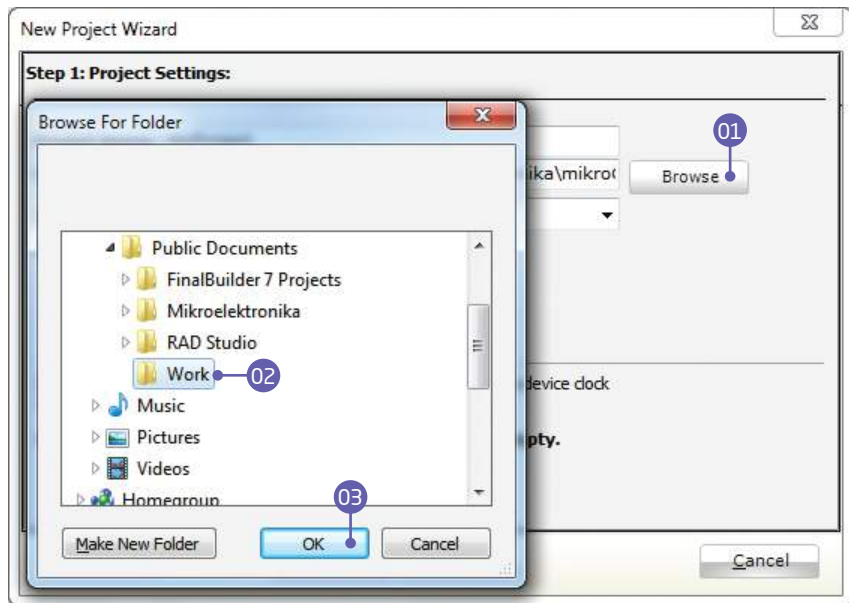 New Project Wizard
Step 1: Project Settings:
Browse For Folder
01
ika\mikro
Browse
Public Documents
FinalBuilder 7 Projects
Mikroelektronika
RAD Studio
Work
02
device clock
Music
Pictures
pty.
Videos
Homegroup
03
Make New Folder
OK
Cancel
Cancel